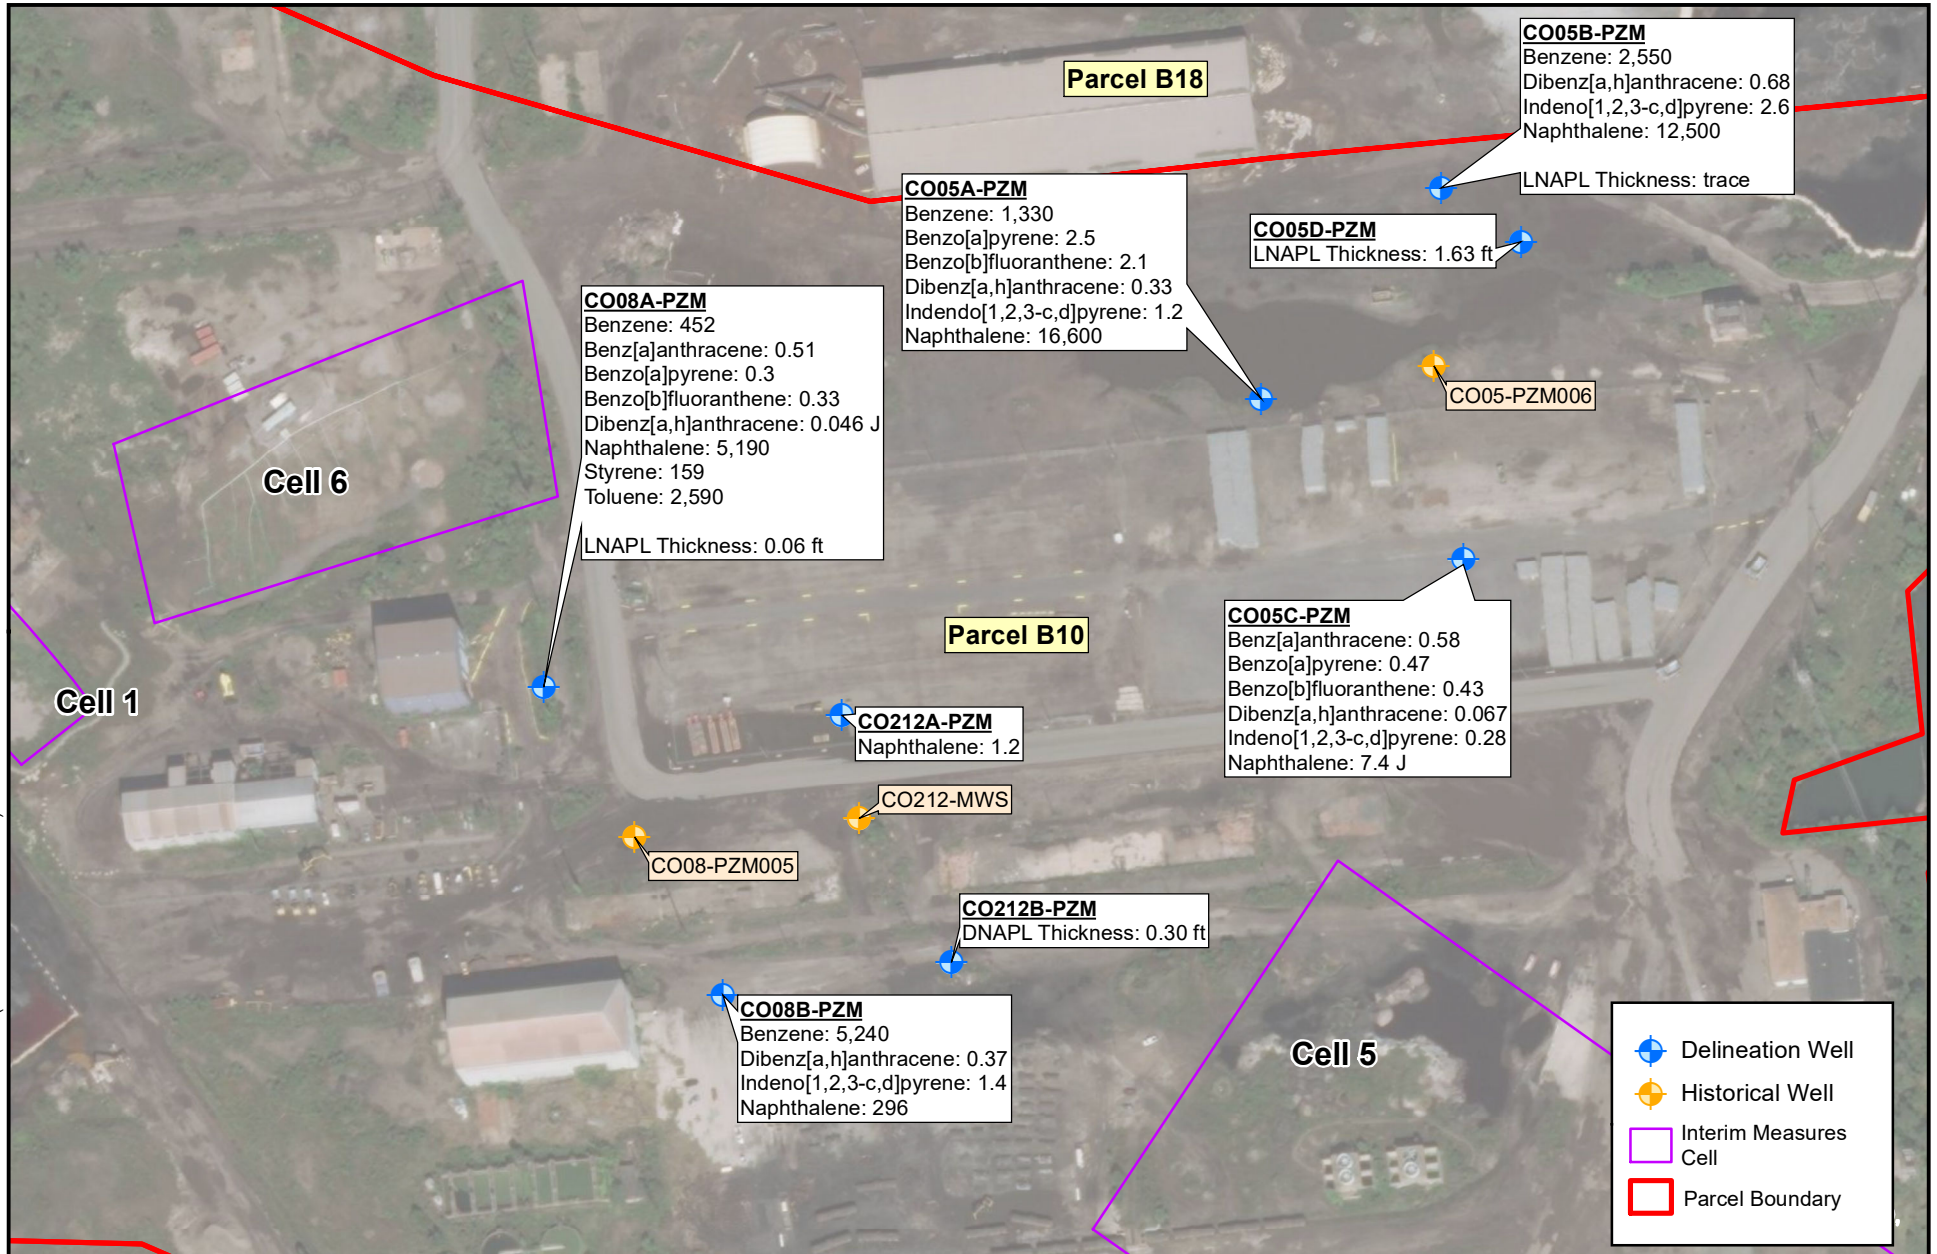 Parcel B18
CO05B-PZM
Benzene: 2,550
Dibenz[a,h]anthracene: 0.68
Indeno[1,2,3-c,d]pyrene: 2.6
Naphthalene: 12,500
LNAPL Thickness: trace
CO05A-PZM
Benzene: 1,330
Benzo[a]pyrene: 2.5
Benzo[b]fluoranthene: 2.1
Dibenz[a,h]anthracene: 0.33
Indendo[1,2,3-c,d]pyrene: 1.2
Naphthalene: 16,600
CO05D-PZM
LNAPL Thickness: 1.63 ft
CO08A-PZM
Benzene: 452
Benz[a]anthracene: 0.51
Benzo[a]pyrene: 0.3
Benzo[b]fluoranthene: 0.33
Dibenz[a,h]anthracene: 0.046 J
Naphthalene: 5,190
Styrene: 159
Toluene: 2,590
LNAPL Thickness: 0.06 ft
CO05-PZM006
Cell 6
Parcel B10
CO05C-PZM
Benz[a]anthracene: 0.58
Benzo[a]pyrene: 0.47
Benzo[b]fluoranthene: 0.43
Dibenz[a,h]anthracene: 0.067
Indeno[1,2,3-c,d]pyrene: 0.28
Naphthalene: 7.4 J
Cell 1
CO212A-PZM
Naphthalene: 1.2
CO212-MWS
CO08-PZM005
CO212B-PZM
DNAPL Thickness: 0.30 ft
CO08B-PZM
Benzene: 5,240
Dibenz[a,h]anthracene: 0.37
Indeno[1,2,3-c,d]pyrene: 1.4
Naphthalene: 296
Cell 5
Delineation Well
Historical Well
Interim Measures
Cell
Parcel Boundary